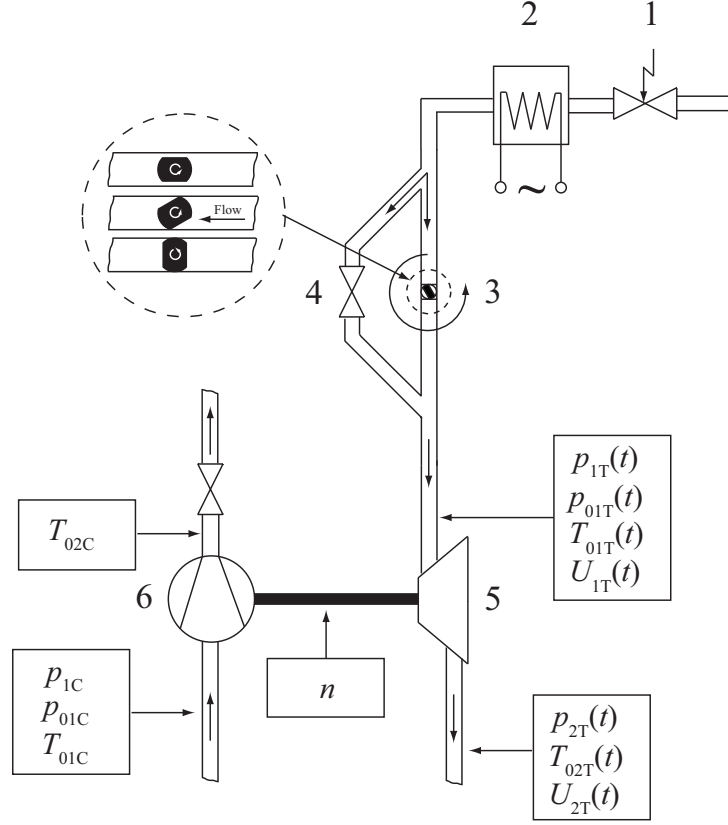 2
1
Flow
~
4
3
p1T(t)
p01T(t)
T01T(t)
U1T(t)
T02C
6
5
n
p1C
p01C
T01C
p2T(t)
T02T(t)
U2T(t)